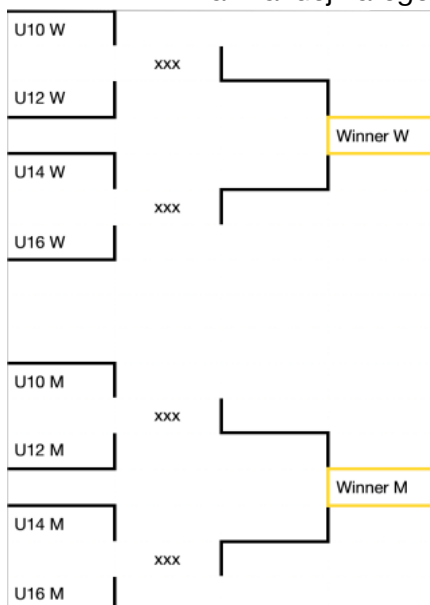 U10 W
xxx
U12 W
Winner W
U14 W
xxx
U16 W
U10 M
xxx
U12 M
Winner M
U14 M
xxx
U16 M